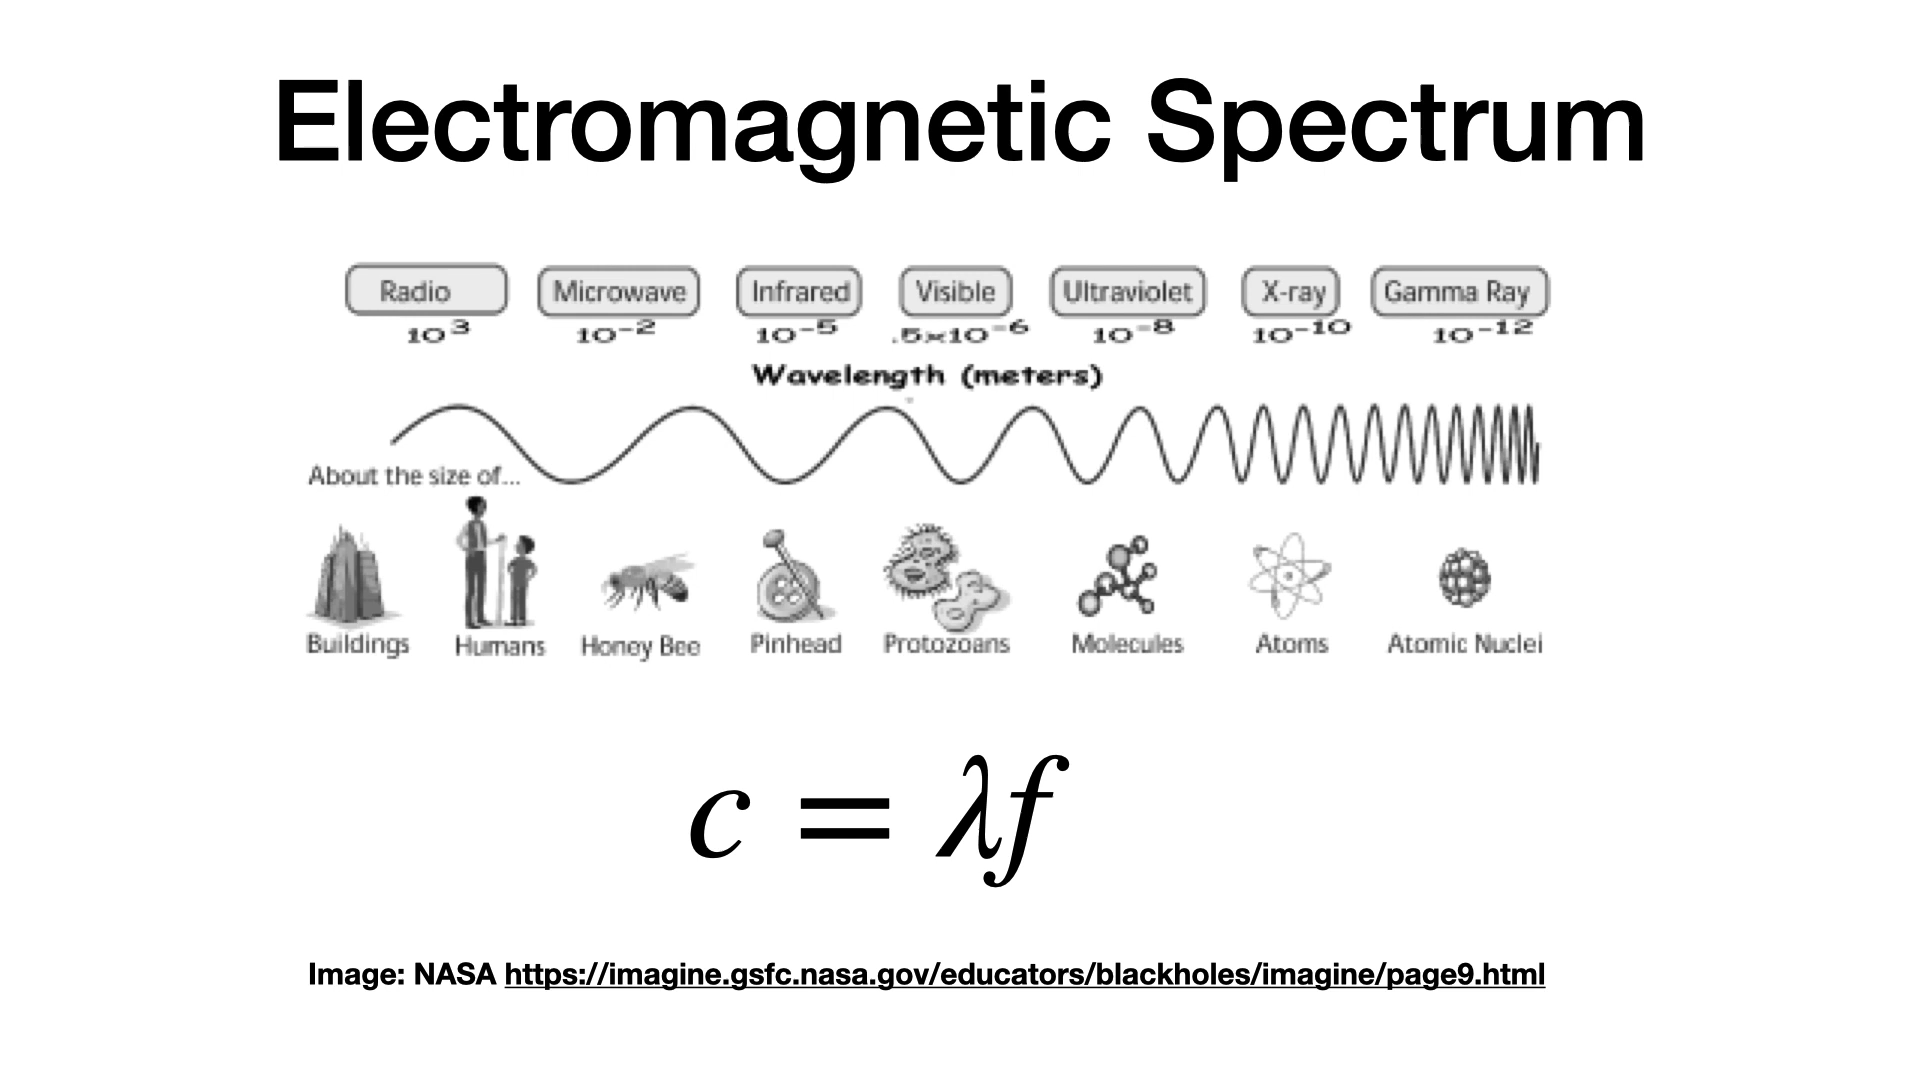 Electromagnetic Spectrum
Radio Microwave Infrared Visible Ultraviolet X-ray Gamma Ray
10³ 10⁻² 10⁻⁵ .5×10⁻⁶ 10⁻⁸ 10⁻¹⁰ 10⁻¹²
Wavelength (meters)
About the size of...
Buildings Humans Honey Bee Pinhead Protozoans Molecules Atoms Atomic Nuclei
c = λf
Image: NASA https://imagine.gsfc.nasa.gov/educators/blackholes/imagine/page9.html